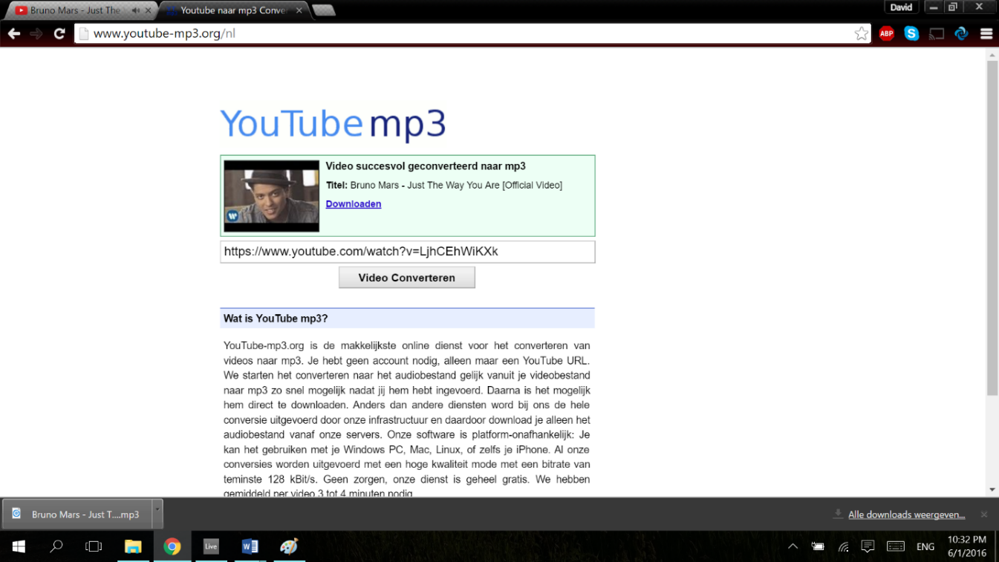 Bruno Mars - Just The
Youtube naar mp3 Conve
David
www.youtube-mp3.org/nl
ABP
YouTube mp3
Video succesvol geconverteerd naar mp3
Titel: Bruno Mars - Just The Way You Are [Official Video]
Downloaden
https://www.youtube.com/watch?v=LjhCEhWiKXk
Video Converteren
Wat is YouTube mp3?
YouTube-mp3.org is de makkelijkste online dienst voor het converteren van
videos naar mp3. Je hebt geen account nodig, alleen maar een YouTube URL.
We starten het converteren naar het audiobestand gelijk vanuit je videobestand
naar mp3 zo snel mogelijk nadat jij hem hebt ingevoerd. Daarna is het mogelijk
hem direct te downloaden. Anders dan andere diensten word bij ons de hele
conversie uitgevoerd door onze infrastructuur en daardoor download je alleen het
audiobestand vanaf onze servers. Onze software is platform-onafhankelijk: Je
kan het gebruiken met je Windows PC, Mac, Linux, of zelfs je iPhone. Al onze
conversies worden uitgevoerd met een hoge kwaliteit mode met een bitrate van
teminste 128 kBit/s. Geen zorgen, onze dienst is geheel gratis. We hebben
gemiddeld per video 3 tot 4 minuten nodig
Bruno Mars - Just T....mp3
Alle downloads weergeven...
Live
ENG
10:32 PM
6/1/2016